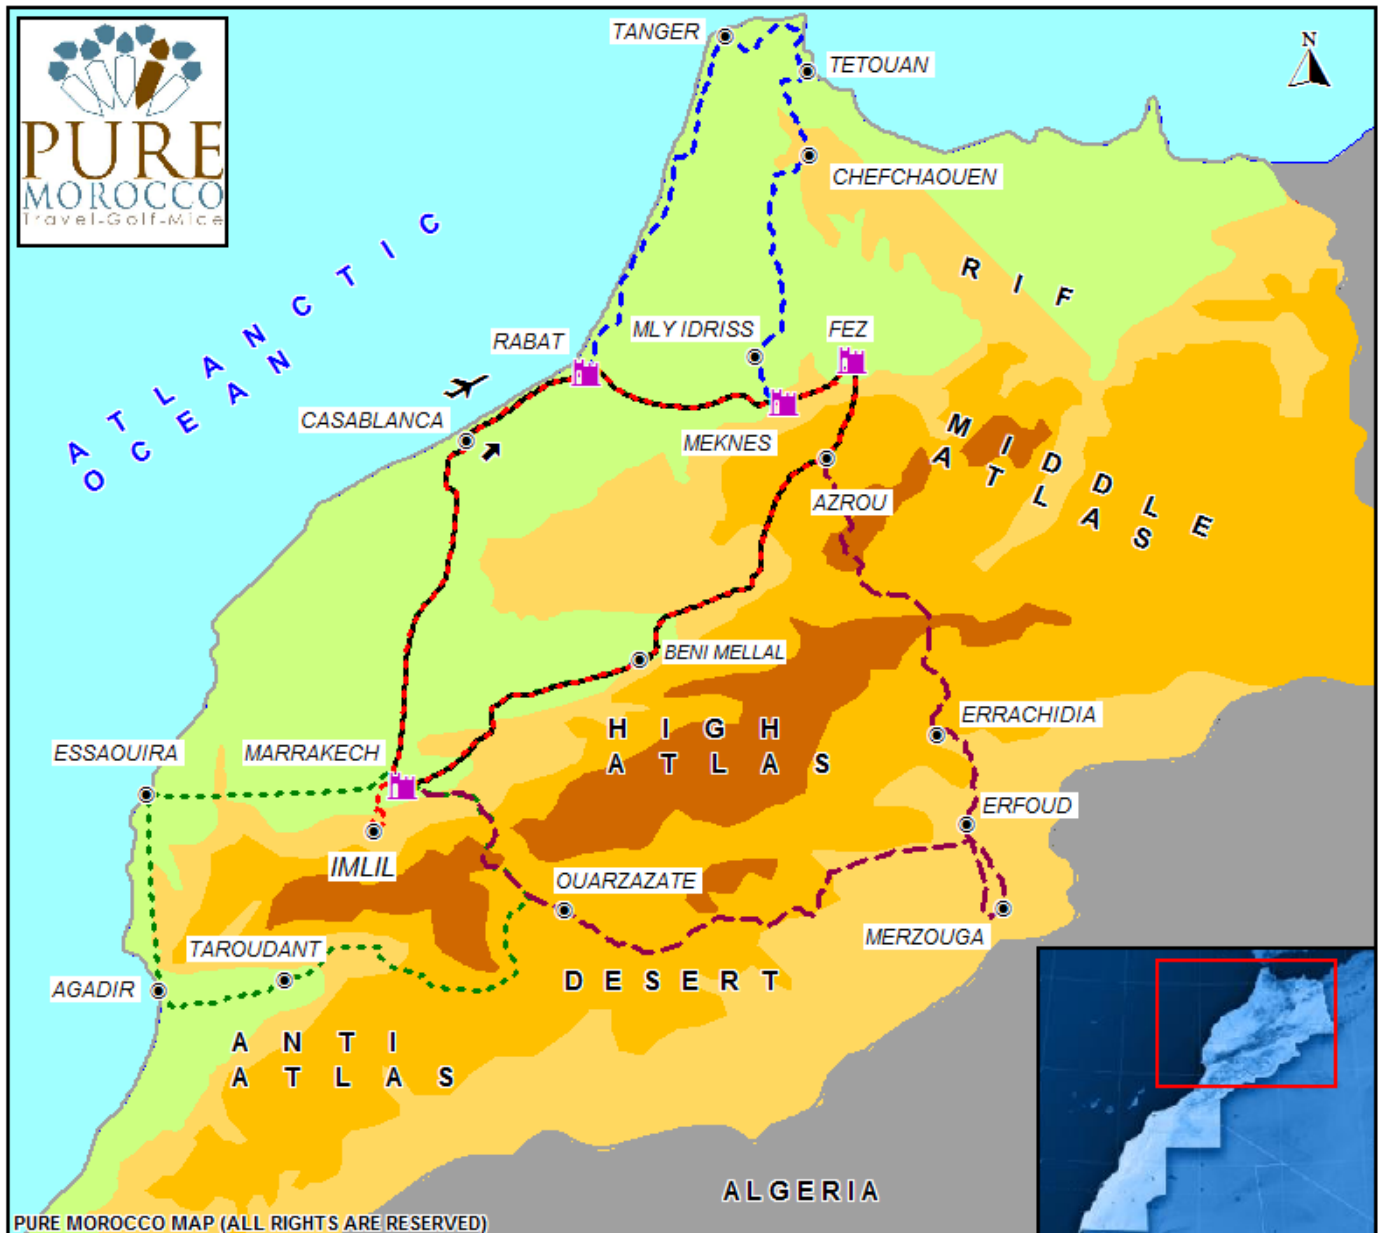 PURE
MOROCCO
Travel-Golf-Mice
N
TANGER
TETOUAN
CHEFCHAOUEN
ATLANCTIC
OCEAN
RIF
RABAT
MLY IDRISS
FEZ
CASABLANCA
MEKNES
MIDDLE
ATLAS
AZROU
BENI MELLAL
HIGH
ATLAS
ERRACHIDIA
ESSAOUIRA
MARRAKECH
ERFOUD
IMLIL
OUARZAZATE
MERZOUGA
TAROUDANT
AGADIR
DESERT
ANTI
ATLAS
ALGERIA
PURE MOROCCO MAP (ALL RIGHTS ARE RESERVED)